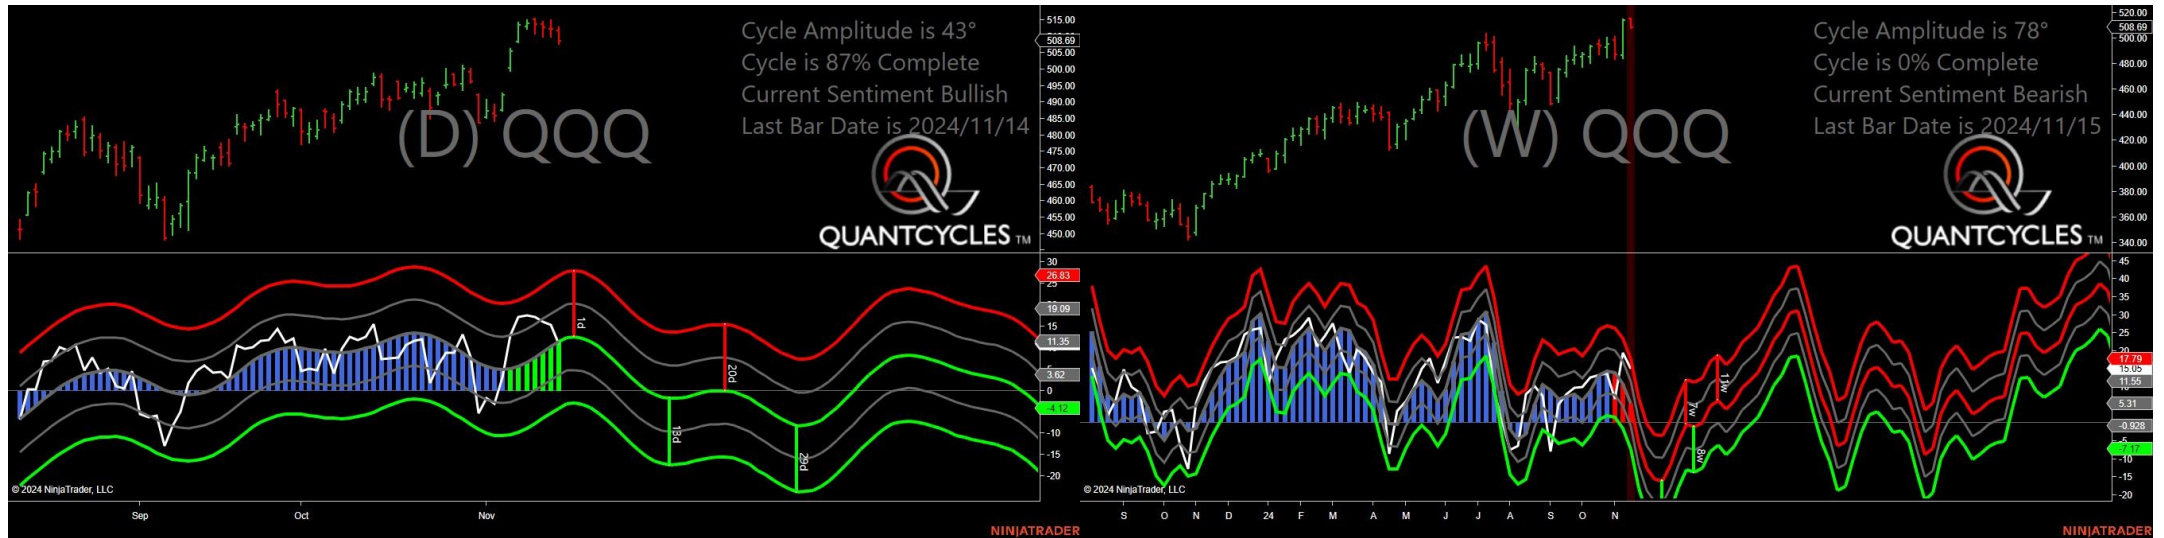 Cycle Amplitude is 43°
Cycle is 87% Complete
Current Sentiment Bullish
Last Bar Date is 2024/11/14
(D) QQQ
QUANTCYCLES TM
515.00
508.69
505.00
500.00
495.00
490.00
485.00
480.00
475.00
470.00
465.00
460.00
455.00
450.00
30
26.83
25
19.09
15
11.35
3.62
0
-4.12
-10
-15
-20
1d
20d
13d
29d
© 2024 NinjaTrader, LLC
Sep
Oct
Nov
NINJATRADER
Cycle Amplitude is 78°
Cycle is 0% Complete
Current Sentiment Bearish
Last Bar Date is 2024/11/15
(W) QQQ
QUANTCYCLES TM
520.00
508.69
500.00
480.00
460.00
440.00
420.00
400.00
380.00
360.00
340.00
45
35
30
25
20
17.79
15.05
11.55
5.31
-0.928
-5
-7.17
-10
-15
-20
11w
7w
8w
© 2024 NinjaTrader, LLC
S O N D 24 F M A M J J A S O N
NINJATRADER